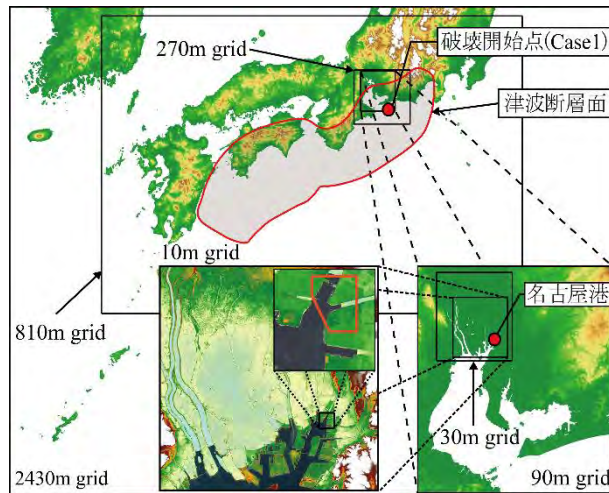 270m grid
破壊開始点(Case1)
津波断層面
10m grid
810m grid
名古屋港
30m grid
2430m grid
90m grid